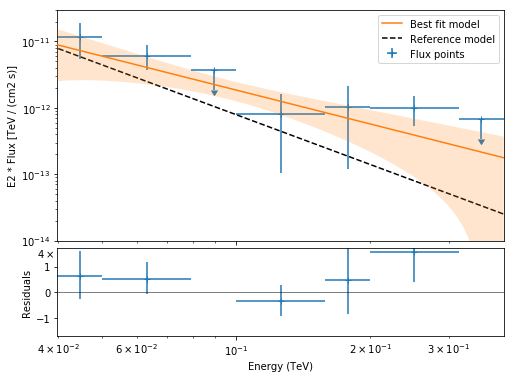 Best fit model
Reference model
Flux points
10⁻¹¹
10⁻¹²
10⁻¹³
10⁻¹⁴
E2 * Flux [TeV / (cm2 s)]
4 ×
1
0
−1
Residuals
4 × 10⁻²
6 × 10⁻²
10⁻¹
2 × 10⁻¹
3 × 10⁻¹
Energy (TeV)